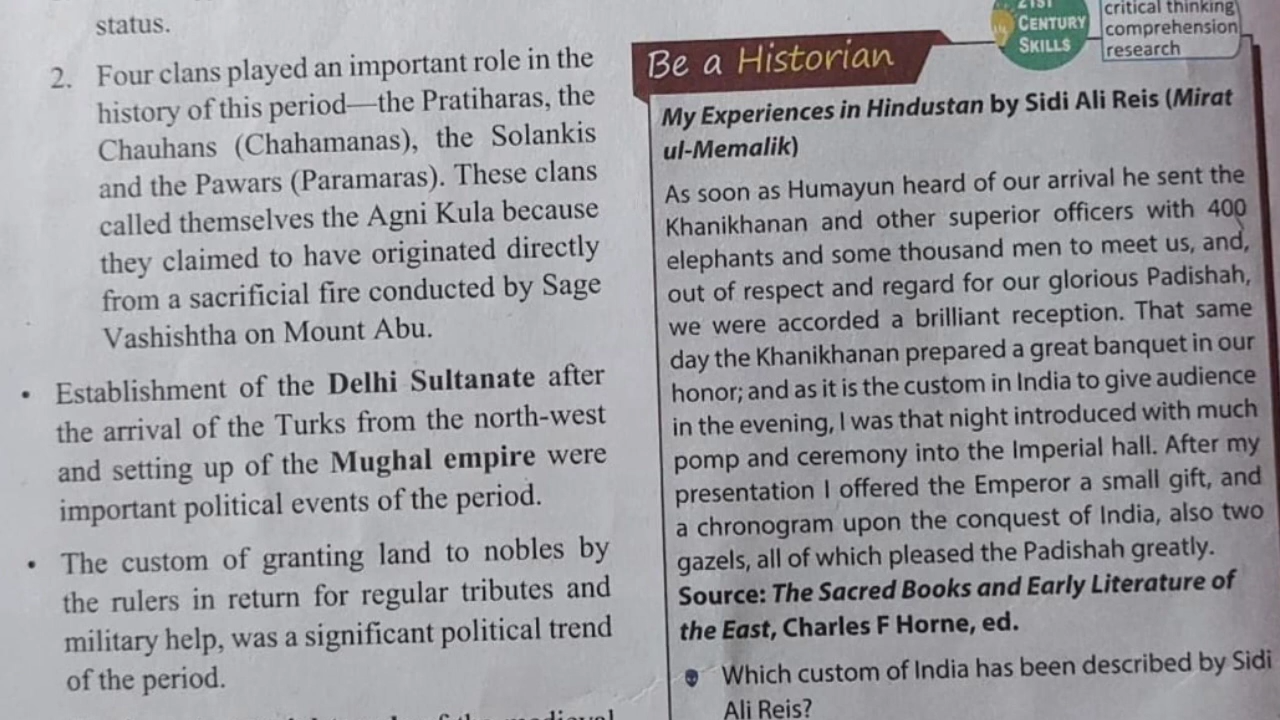 status.
2. Four clans played an important role in the
history of this period—the Pratiharas, the
Chauhans (Chahamanas), the Solankis
and the Pawars (Paramaras). These clans
called themselves the Agni Kula because
they claimed to have originated directly
from a sacrificial fire conducted by Sage
Vashishtha on Mount Abu.
• Establishment of the Delhi Sultanate after
the arrival of the Turks from the north-west
and setting up of the Mughal empire were
important political events of the period.
• The custom of granting land to nobles by
the rulers in return for regular tributes and
military help, was a significant political trend
of the period.
21ST
CENTURY
SKILLS
critical thinking
comprehension
research
Be a Historian
My Experiences in Hindustan by Sidi Ali Reis (Mirat
ul-Memalik)
As soon as Humayun heard of our arrival he sent the
Khanikhanan and other superior officers with 400
elephants and some thousand men to meet us, and,
out of respect and regard for our glorious Padishah,
we were accorded a brilliant reception. That same
day the Khanikhanan prepared a great banquet in our
honor; and as it is the custom in India to give audience
in the evening, I was that night introduced with much
pomp and ceremony into the Imperial hall. After my
presentation I offered the Emperor a small gift, and
a chronogram upon the conquest of India, also two
gazels, all of which pleased the Padishah greatly.
Source: The Sacred Books and Early Literature of
the East, Charles F Horne, ed.
Which custom of India has been described by Sidi
Ali Reis?